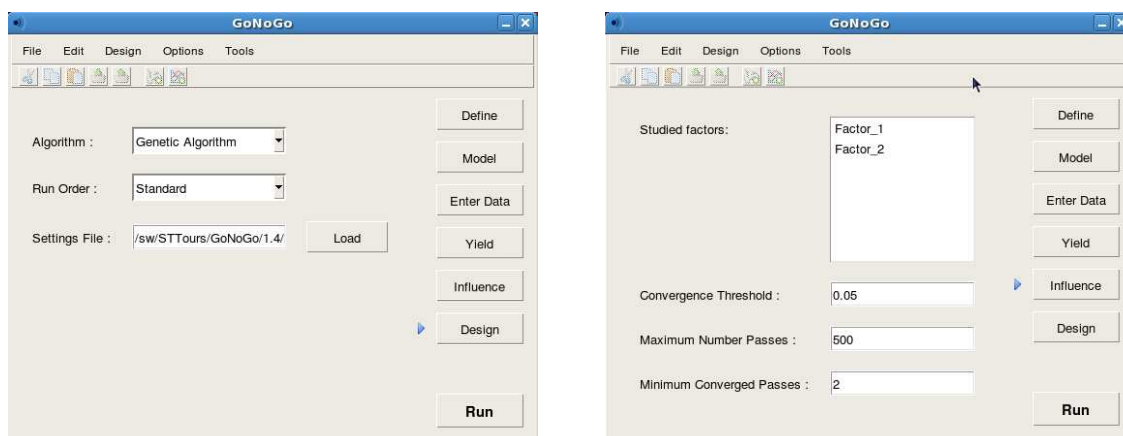 GoNoGo
File Edit Design Options Tools
Define
Algorithm : Genetic Algorithm
Model
Run Order : Standard
Enter Data
Settings File : /sw/STTours/GoNoGo/1.4/ Load
Yield
Influence
Design
Run
GoNoGo
File Edit Design Options Tools
Studied factors:
Factor_1
Factor_2
Define
Model
Enter Data
Yield
Influence
Convergence Threshold : 0.05
Design
Maximum Number Passes : 500
Minimum Converged Passes : 2
Run